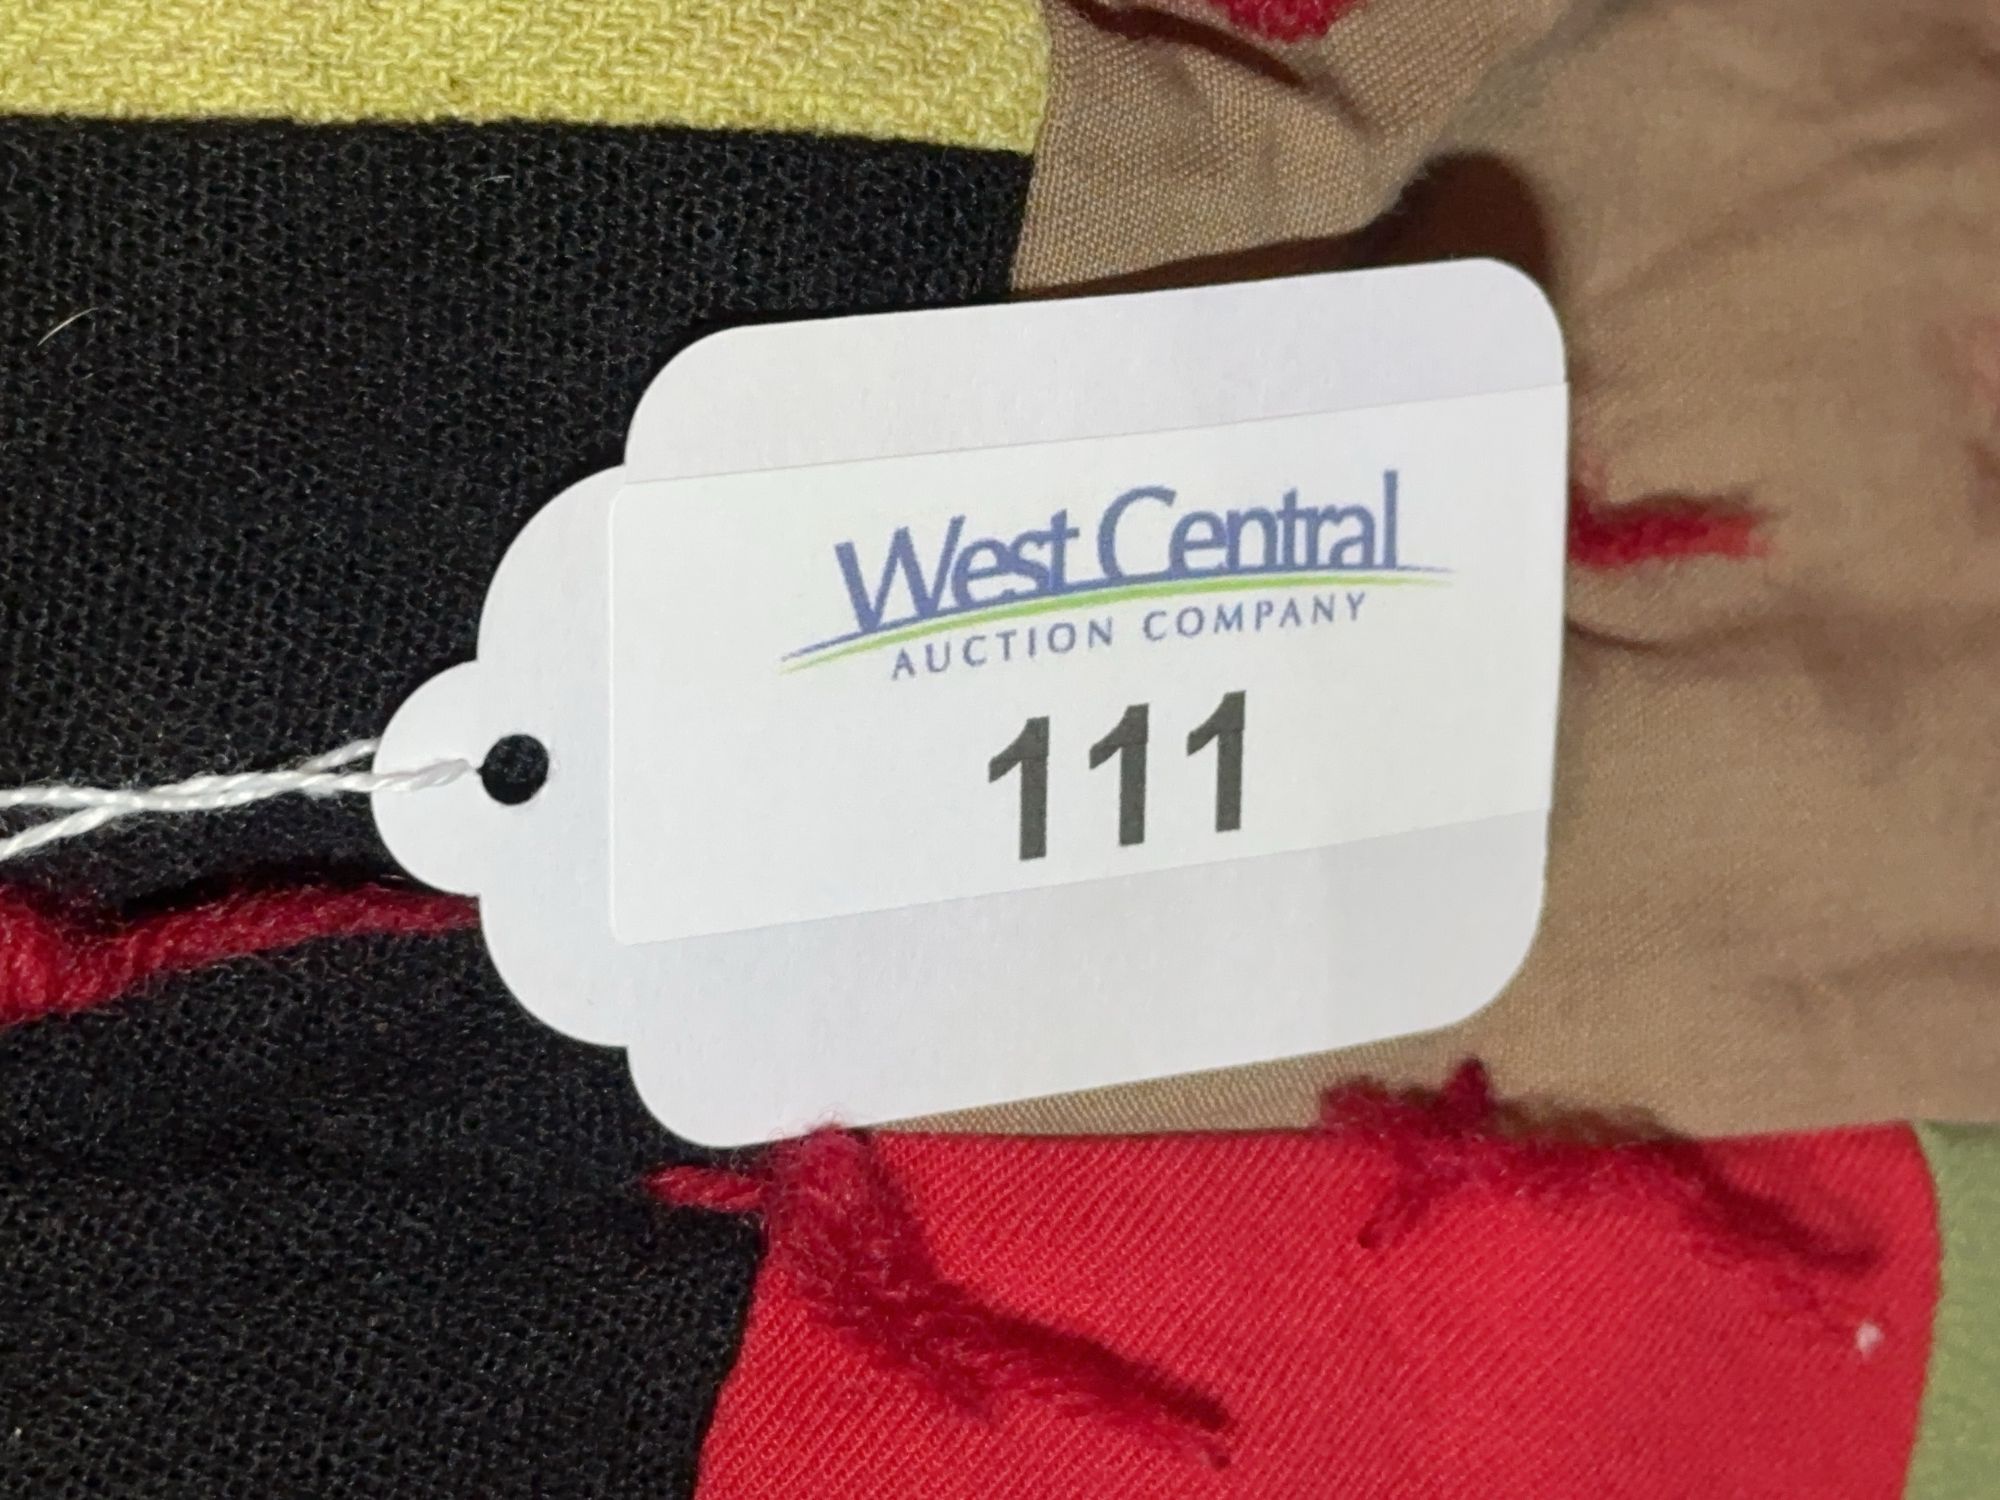 West Central
AUCTION COMPANY
111